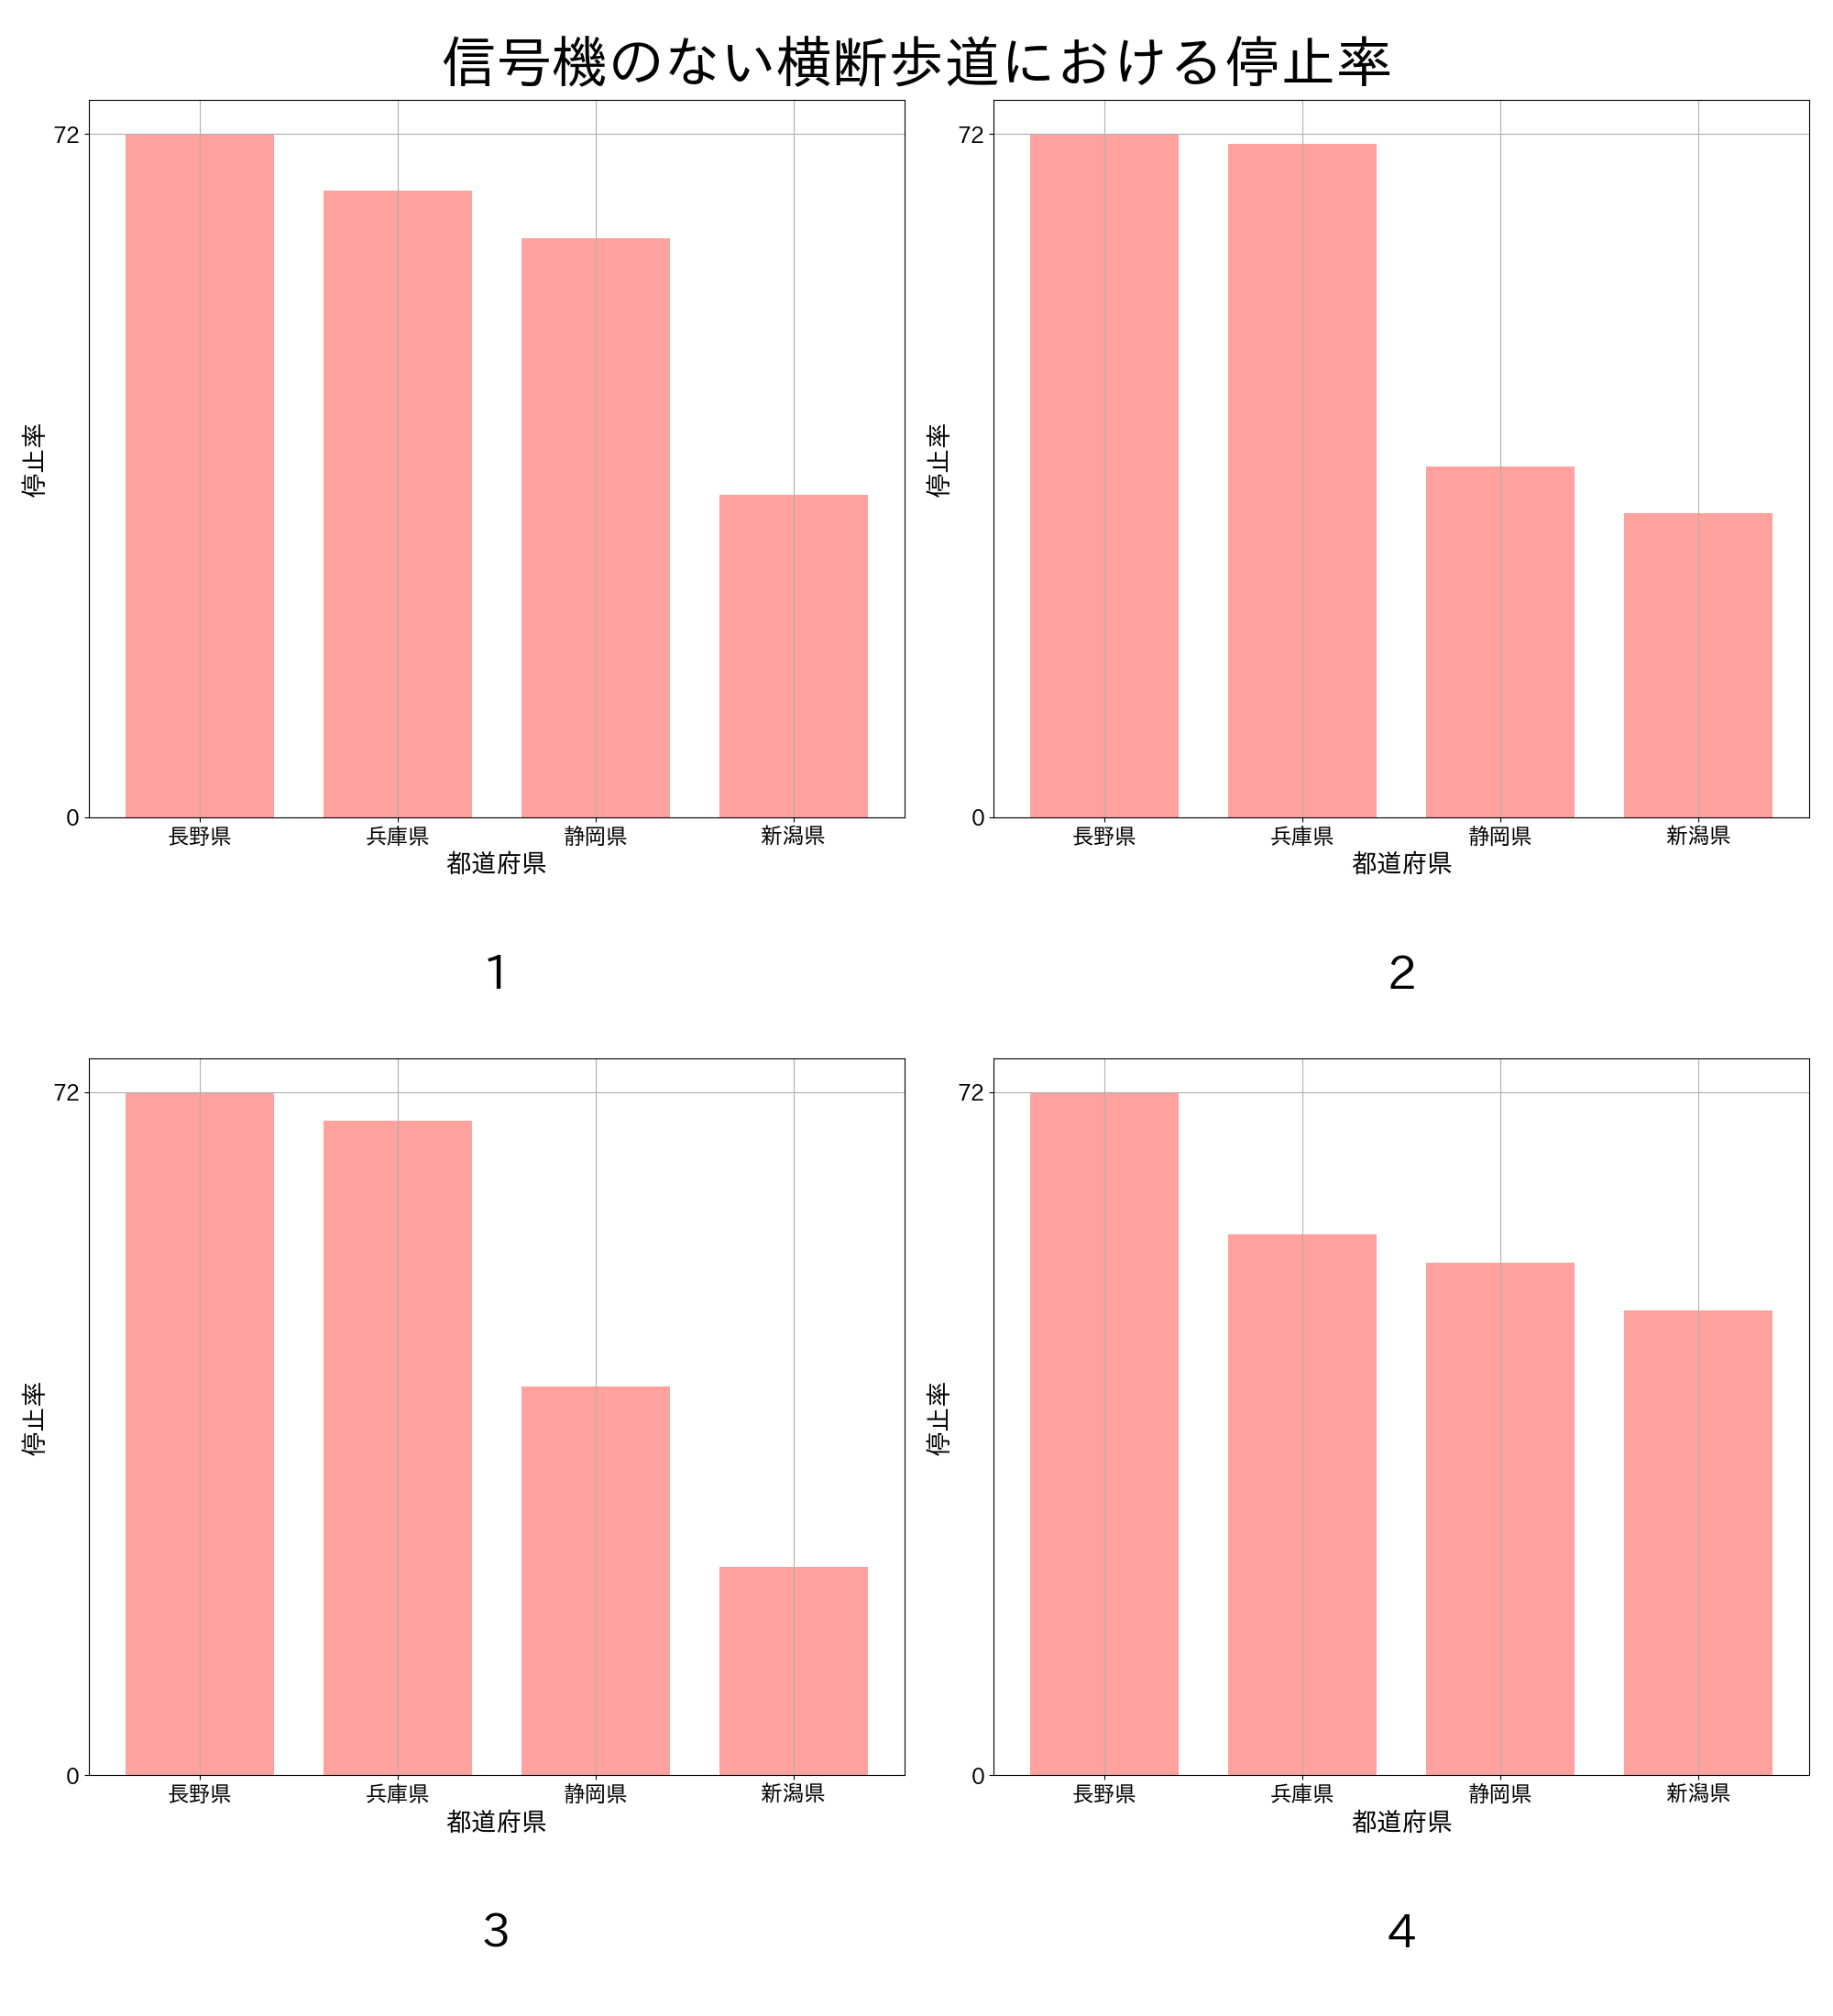 信号機のない横断歩道における停止率
72
停止率
0
長野県 兵庫県 静岡県 新潟県
都道府県
1
72
停止率
0
長野県 兵庫県 静岡県 新潟県
都道府県
2
72
停止率
0
長野県 兵庫県 静岡県 新潟県
都道府県
3
72
停止率
0
長野県 兵庫県 静岡県 新潟県
都道府県
4